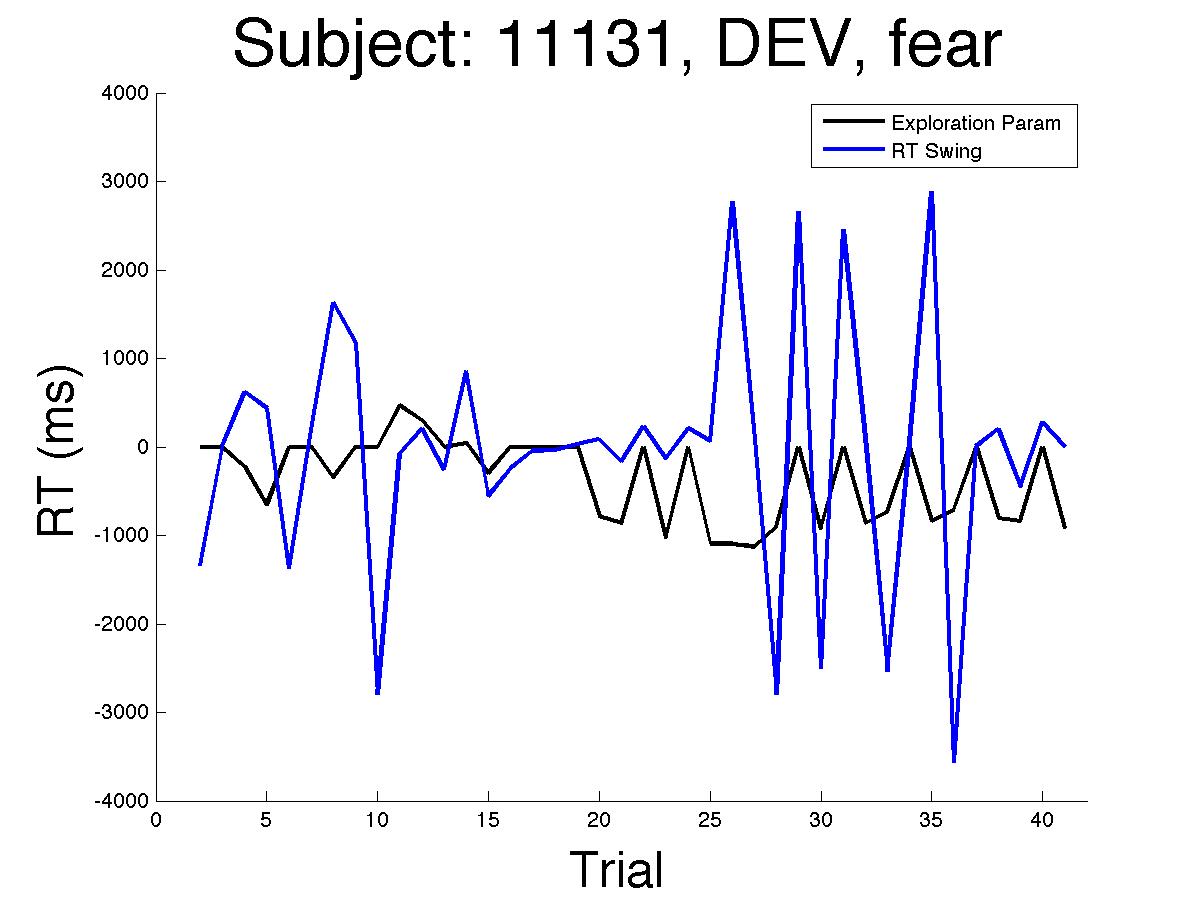 Subject: 11131, DEV, fear
4000
3000
2000
1000
0
-1000
-2000
-3000
-4000
RT (ms)
Exploration Param
RT Swing
0 5 10 15 20 25 30 35 40
Trial